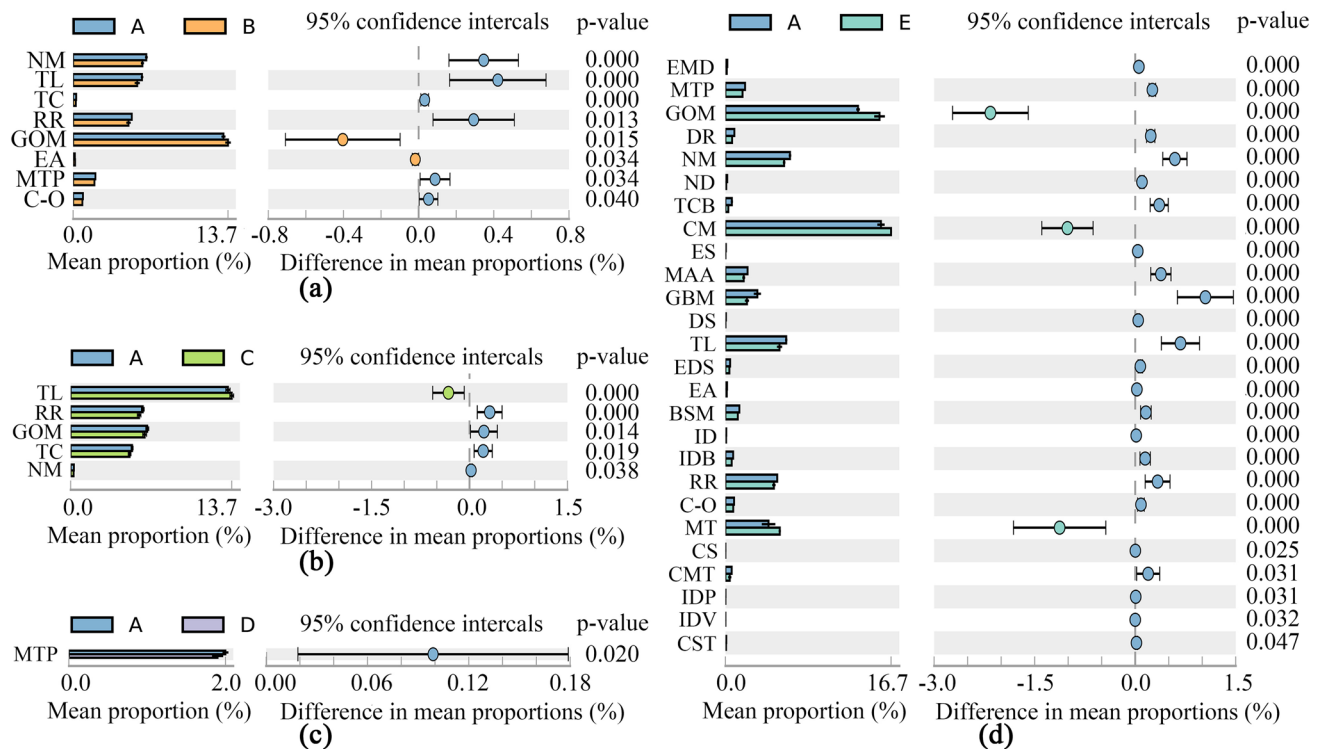 A B 95% confidence intercals p-value
NM 0.000
TL 0.000
TC 0.000
RR 0.013
GOM 0.015
EA 0.034
MTP 0.034
C-O 0.040
0.0 13.7 -0.8 -0.4 0.0 0.4 0.8
Mean proportion (%) Difference in mean proportions (%)
(a)
A C 95% confidence intercals p-value
TL 0.000
RR 0.000
GOM 0.014
TC 0.019
NM 0.038
0.0 13.7 -3.0 -1.5 0.0 1.5
Mean proportion (%) Difference in mean proportions (%)
(b)
A D 95% confidence intercals p-value
MTP 0.020
0.0 2.0 0.00 0.06 0.12 0.18
Mean proportion (%) Difference in mean proportions (%)
(c)
A E 95% confidence intercals p-value
EMD 0.000
MTP 0.000
GOM 0.000
DR 0.000
NM 0.000
ND 0.000
TCB 0.000
CM 0.000
ES 0.000
MAA 0.000
GBM 0.000
DS 0.000
TL 0.000
EDS 0.000
EA 0.000
BSM 0.000
ID 0.000
IDB 0.000
RR 0.000
C-O 0.000
MT 0.000
CS 0.025
CMT 0.031
IDP 0.031
IDV 0.032
CST 0.047
0.0 16.7 -3.0 -1.5 0.0 1.5
Mean proportion (%) Difference in mean proportions (%)
(d)